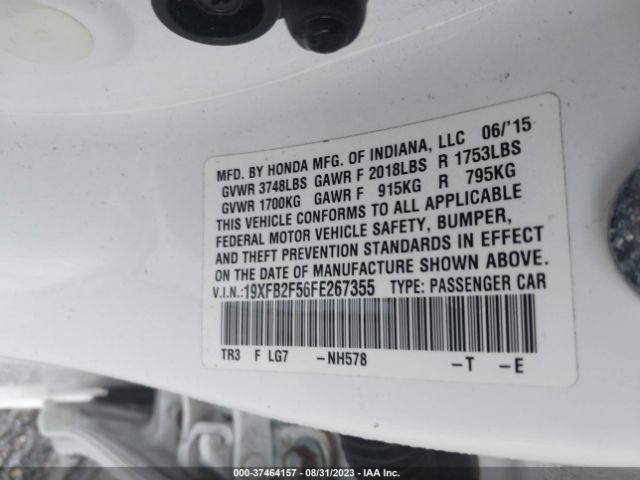 MFD. BY HONDA MFG. OF INDIANA, LLC 06/'15
GVWR 3748LBS GAWR F 2018LBS R 1753LBS
GVWR 1700KG GAWR F 915KG R 795KG
THIS VEHICLE CONFORMS TO ALL APPLICABLE
FEDERAL MOTOR VEHICLE SAFETY, BUMPER,
AND THEFT PREVENTION STANDARDS IN EFFECT
ON THE DATE OF MANUFACTURE SHOWN ABOVE.
V.I.N.:19XFB2F56FE267355 TYPE: PASSENGER CAR
TR3 F LG7 -NH578 -T -E
000-37464157 - 08/31/2023 - IAA Inc.